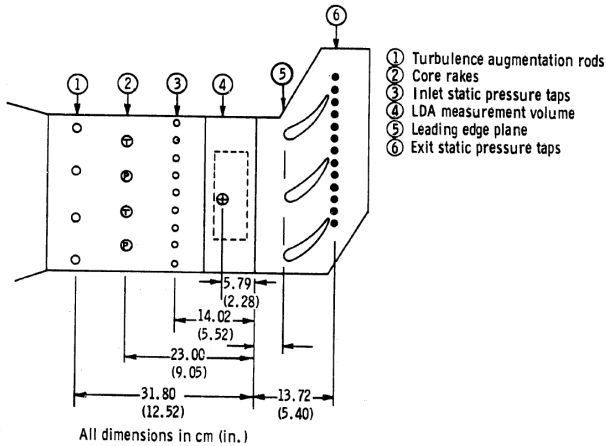 6
1
2
3
4
5
1 Turbulence augmentation rods
2 Core rakes
3 Inlet static pressure taps
4 LDA measurement volume
5 Leading edge plane
6 Exit static pressure taps
T
P
T
P
5.79
(2.28)
14.02
(5.52)
23.00
(9.05)
31.80
(12.52)
13.72
(5.40)
All dimensions in cm (in.)